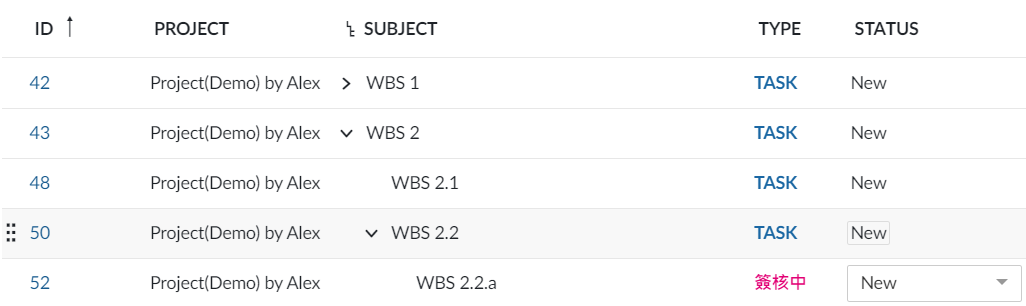 ID PROJECT SUBJECT TYPE STATUS
42 Project(Demo) by Alex WBS 1 TASK New
43 Project(Demo) by Alex WBS 2 TASK New
48 Project(Demo) by Alex WBS 2.1 TASK New
50 Project(Demo) by Alex WBS 2.2 TASK New
52 Project(Demo) by Alex WBS 2.2.a 簽核中 New